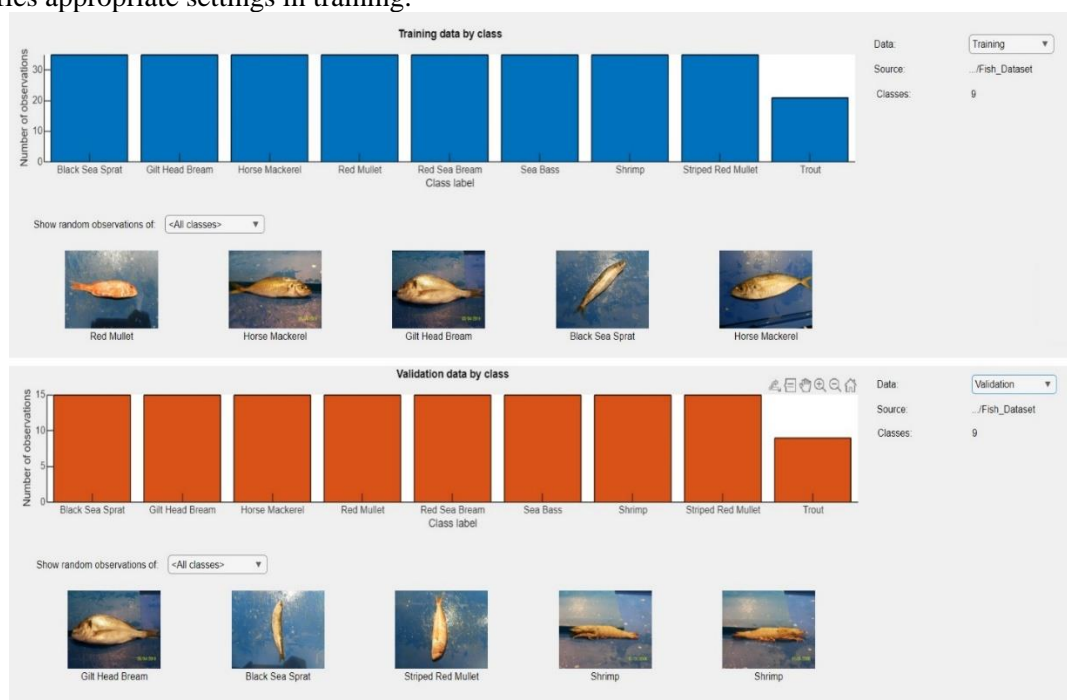 ries appropriate settings in training.
Training data by class
Number of observations
30
20
10
0
Black Sea Sprat Gilt Head Bream Horse Mackerel Red Mullet Red Sea Bream Sea Bass Shrimp Striped Red Mullet Trout
Class label
Data: Training
Source: .../Fish_Dataset
Classes: 9
Show random observations of: <All classes>
Red Mullet Horse Mackerel Gilt Head Bream Black Sea Sprat Horse Mackerel
Validation data by class
Number of observations
15
10
5
0
Black Sea Sprat Gilt Head Bream Horse Mackerel Red Mullet Red Sea Bream Sea Bass Shrimp Striped Red Mullet Trout
Class label
Data: Validation
Source: .../Fish_Dataset
Classes: 9
Show random observations of: <All classes>
Gilt Head Bream Black Sea Sprat Striped Red Mullet Shrimp Shrimp